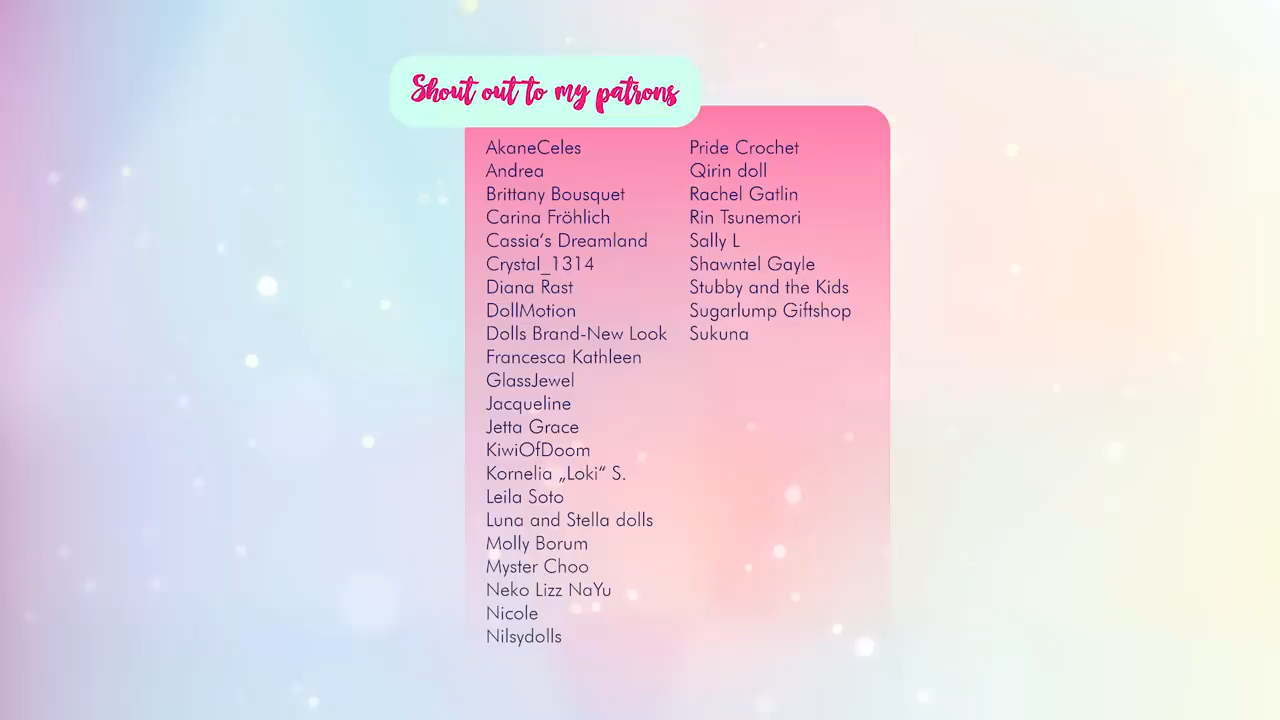 Shout out to my patrons
AkaneCeles
Andrea
Brittany Bousquet
Carina Fröhlich
Cassia‘s Dreamland
Crystal_1314
Diana Rast
DollMotion
Dolls Brand-New Look
Francesca Kathleen
GlassJewel
Jacqueline
Jetta Grace
KiwiOfDoom
Kornelia „Loki“ S.
Leila Soto
Luna and Stella dolls
Molly Borum
Myster Choo
Neko Lizz NaYu
Nicole
Nilsydolls
Pride Crochet
Qirin doll
Rachel Gatlin
Rin Tsunemori
Sally L
Shawntel Gayle
Stubby and the Kids
Sugarlump Giftshop
Sukuna